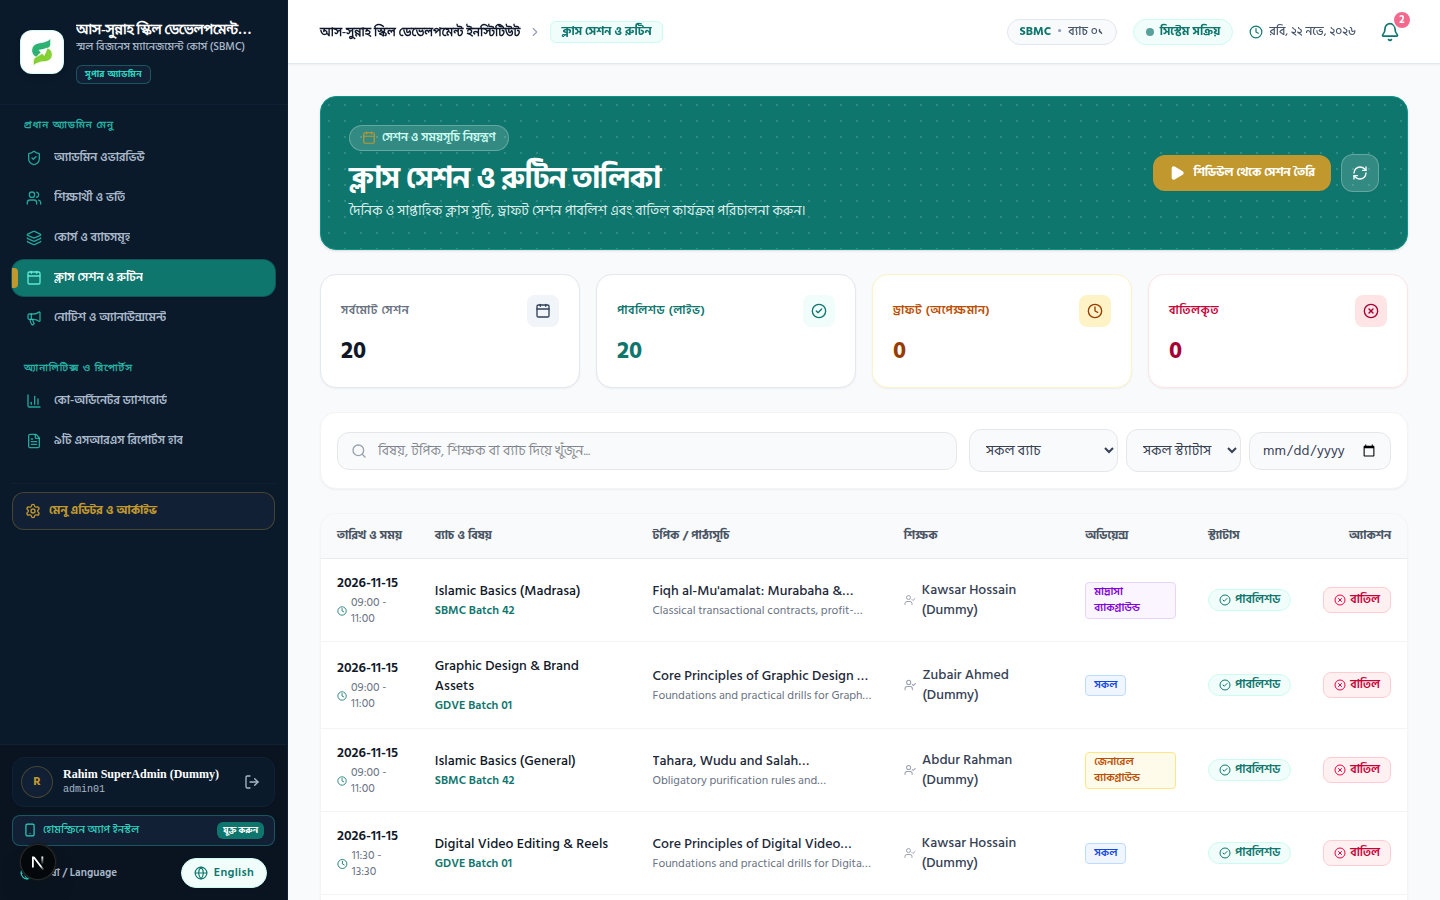 আস-সুন্নাহ স্কিল ডেভেলপমেন্ট...
স্মল বিজনেস ম্যানেজমেন্ট কোর্স (SBMC)
সুপার অ্যাডমিন
প্রধান অ্যাডমিন মেনু
অ্যাডমিন ওভারভিউ
শিক্ষার্থী ও ভর্তি
কোর্স ও ব্যাচসমূহ
ক্লাস সেশন ও রুটিন
নোটিশ ও অ্যানাউন্সমেন্ট
অ্যানালিটিক্স ও রিপোর্টস
কো-অর্ডিনেটর ড্যাশবোর্ড
৯টি এসআরএস রিপোর্টস হাব
মেনু এডিটর ও আর্কাইভ
R
Rahim SuperAdmin (Dummy)
admin01
হোমস্ক্রিনে অ্যাপ ইনস্টল
যুক্ত করুন
N
/ Language
English
আস-সুন্নাহ স্কিল ডেভেলপমেন্ট ইনস্টিটিউট
ক্লাস সেশন ও রুটিন
SBMC • ব্যাচ ০১
সিস্টেম সক্রিয়
রবি, ২২ নভে, ২০২৬
2
সেশন ও সময়সূচি নিয়ন্ত্রণ
ক্লাস সেশন ও রুটিন তালিকা
দৈনিক ও সাপ্তাহিক ক্লাস সূচি, ড্রাফট সেশন পাবলিশ এবং বাতিল কার্যক্রম পরিচালনা করুন।
শিডিউল থেকে সেশন তৈরি
সর্বমোট সেশন
20
পাবলিশড (লাইভ)
20
ড্রাফট (অপেক্ষমান)
0
বাতিলকৃত
0
বিষয়, টপিক, শিক্ষক বা ব্যাচ দিয়ে খুঁজুন...
সকল ব্যাচ
সকল স্ট্যাটাস
mm/dd/yyyy
তারিখ ও সময়
ব্যাচ ও বিষয়
টপিক / পাঠ্যসূচি
শিক্ষক
অডিয়েন্স
স্ট্যাটাস
অ্যাকশন
2026-11-15
09:00 -
11:00
Islamic Basics (Madrasa)
SBMC Batch 42
Fiqh al-Mu'amalat: Murabaha &...
Classical transactional contracts, profit-...
Kawsar Hossain
(Dummy)
মাদ্রাসা
ব্যাকগ্রাউন্ড
পাবলিশড
বাতিল
2026-11-15
09:00 -
11:00
Graphic Design & Brand
Assets
GDVE Batch 01
Core Principles of Graphic Design ...
Foundations and practical drills for Graph...
Zubair Ahmed
(Dummy)
সকল
পাবলিশড
বাতিল
2026-11-15
09:00 -
11:00
Islamic Basics (General)
SBMC Batch 42
Tahara, Wudu and Salah...
Obligatory purification rules and...
Abdur Rahman
(Dummy)
জেনারেল
ব্যাকগ্রাউন্ড
পাবলিশড
বাতিল
2026-11-15
11:30 -
13:30
Digital Video Editing & Reels
GDVE Batch 01
Core Principles of Digital Video...
Foundations and practical drills for Digita...
Kawsar Hossain
(Dummy)
সকল
পাবলিশড
বাতিল